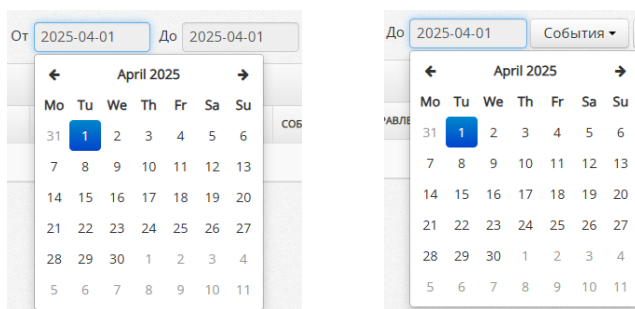 От 2025-04-01 До 2025-04-01
April 2025
Mo Tu We Th Fr Sa Su
31 1 2 3 4 5 6
7 8 9 10 11 12 13
14 15 16 17 18 19 20
21 22 23 24 25 26 27
28 29 30 1 2 3 4
5 6 7 8 9 10 11
СОБ
До 2025-04-01 События
April 2025
Mo Tu We Th Fr Sa Su
31 1 2 3 4 5 6
7 8 9 10 11 12 13
14 15 16 17 18 19 20
21 22 23 24 25 26 27
28 29 30 1 2 3 4
5 6 7 8 9 10 11
РАВЛЕ